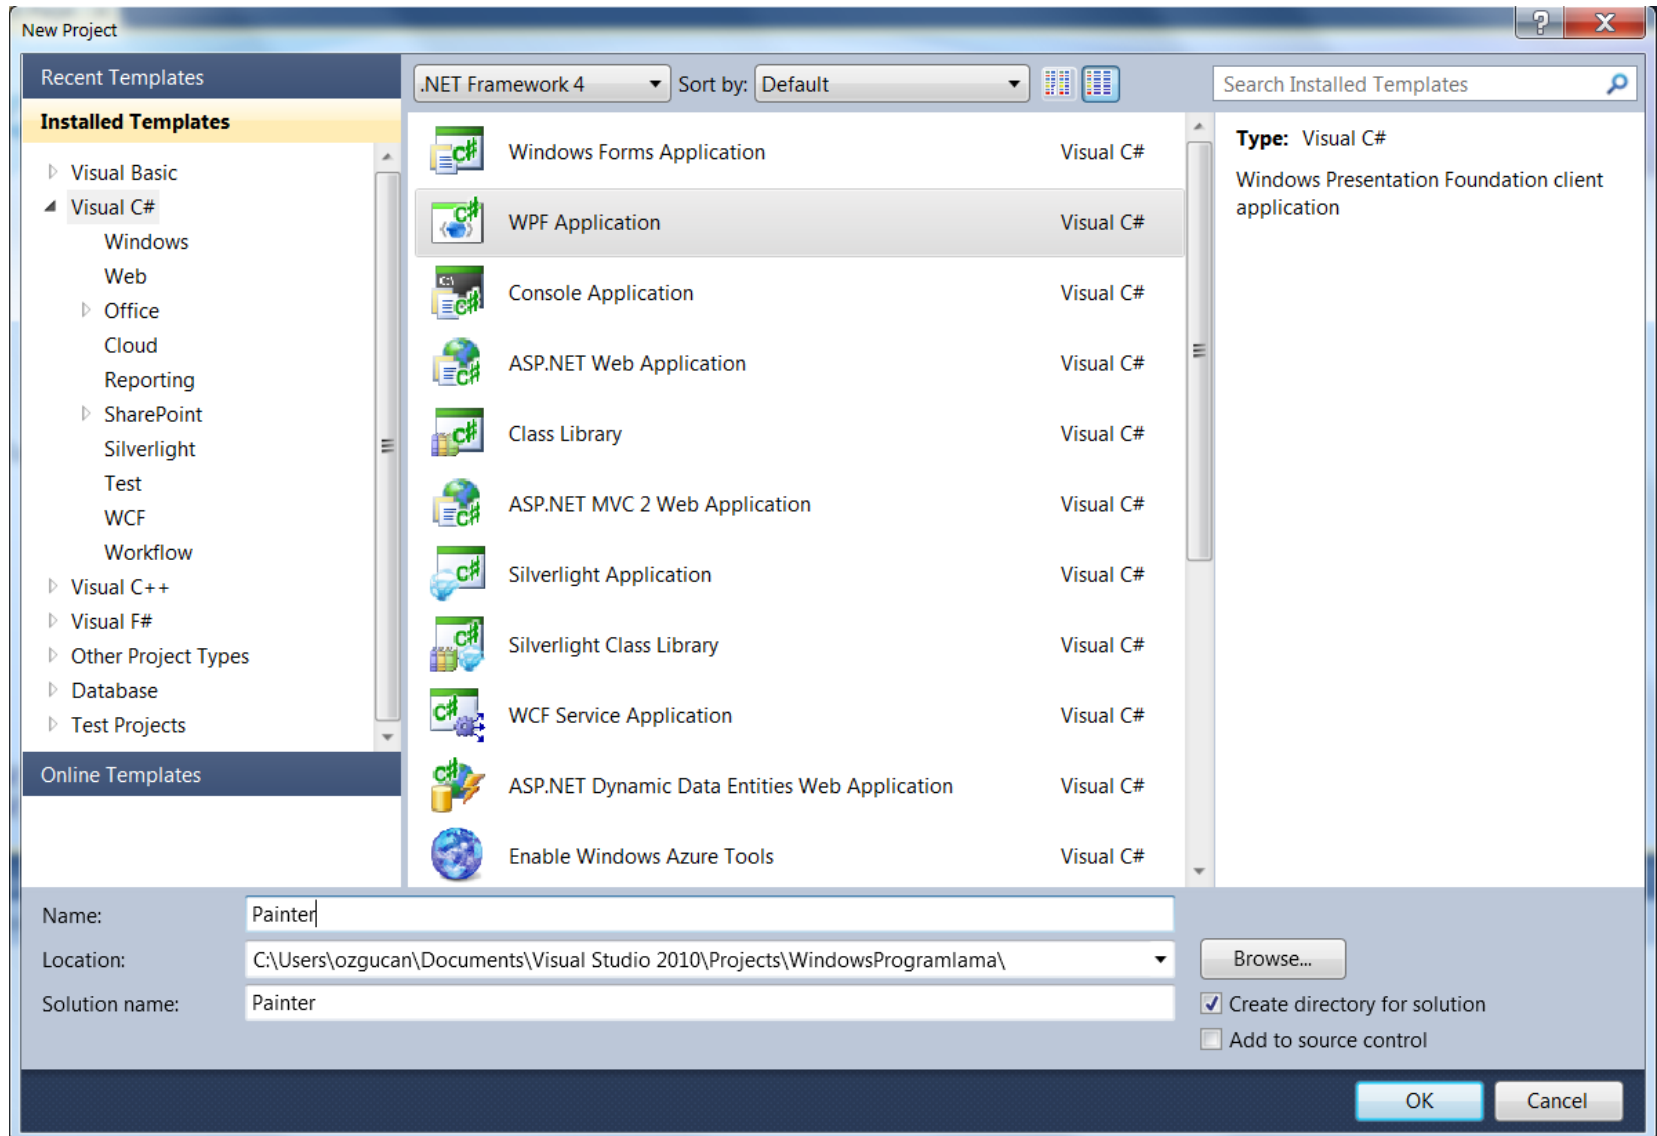 New Project
Recent Templates
.NET Framework 4 Sort by: Default
Search Installed Templates
Installed Templates
Visual Basic
Visual C#
Windows
Web
Office
Cloud
Reporting
SharePoint
Silverlight
Test
WCF
Workflow
Visual C++
Visual F#
Other Project Types
Database
Test Projects
Online Templates
Windows Forms Application Visual C#
WPF Application Visual C#
Console Application Visual C#
ASP.NET Web Application Visual C#
Class Library Visual C#
ASP.NET MVC 2 Web Application Visual C#
Silverlight Application Visual C#
Silverlight Class Library Visual C#
WCF Service Application Visual C#
ASP.NET Dynamic Data Entities Web Application Visual C#
Enable Windows Azure Tools Visual C#
Type: Visual C#
Windows Presentation Foundation client
application
Name: Painter
Location: C:\Users\ozgucan\Documents\Visual Studio 2010\Projects\WindowsProgramlama\ Browse...
Solution name: Painter
Create directory for solution
Add to source control
OK Cancel